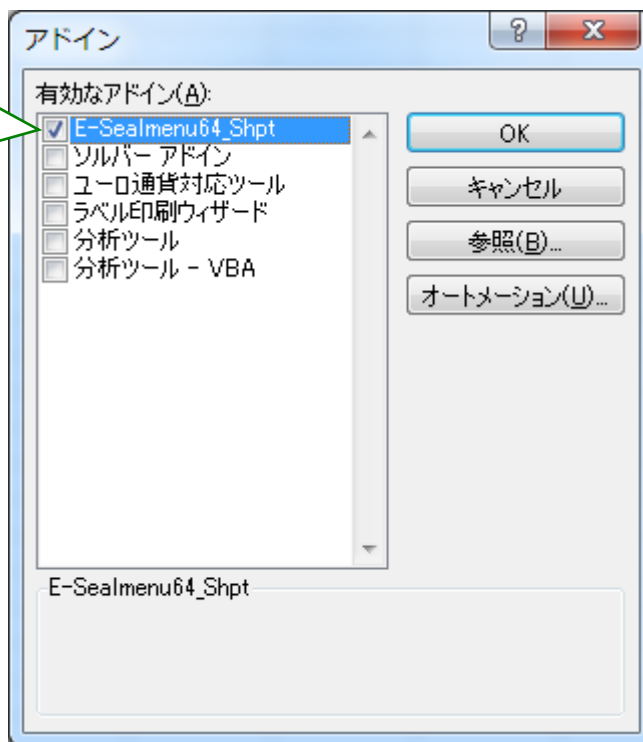 アドイン
有効なアドイン(A):
E-Sealmenu64_Shpt
ソルバー アドイン
ユーロ通貨対応ツール
ラベル印刷ウィザード
分析ツール
分析ツール - VBA
OK
キャンセル
参照(B)...
オートメーション(U)...
E-Sealmenu64_Shpt